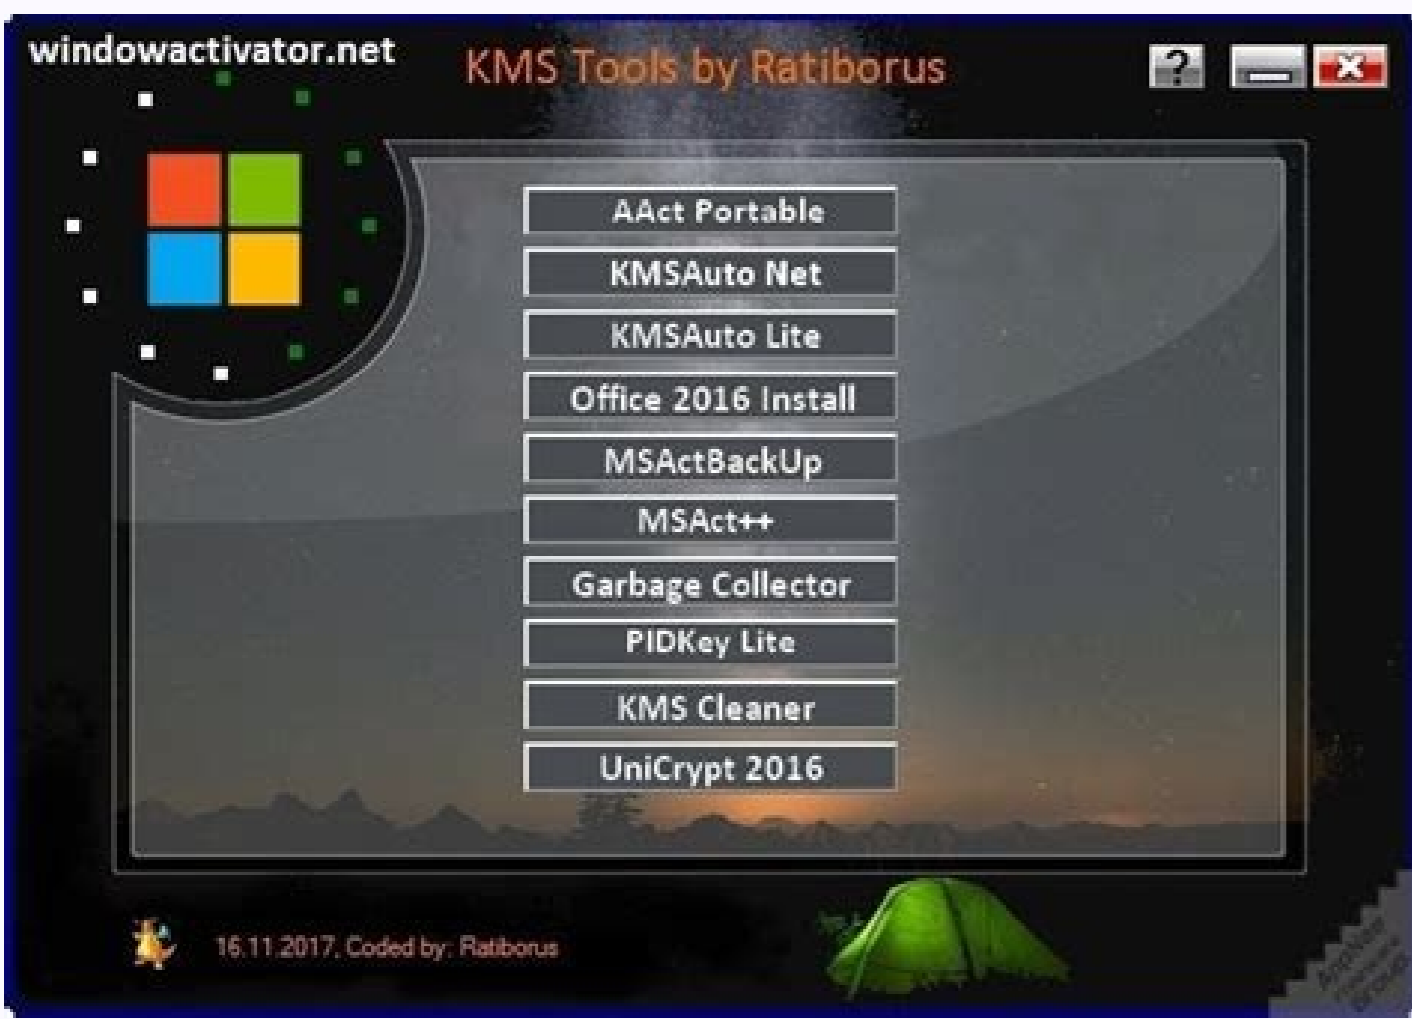 windowactivator.net
KMS Tools by Ratiborus
?
AAct Portable
KMSAuto Net
KMSAuto Lite
Office 2016 Install
MSActBackUp
MSAct++
Garbage Collector
PIDKey Lite
KMS Cleaner
UniCrypt 2016
16.11.2017, Coded by: Ratiborus
Group